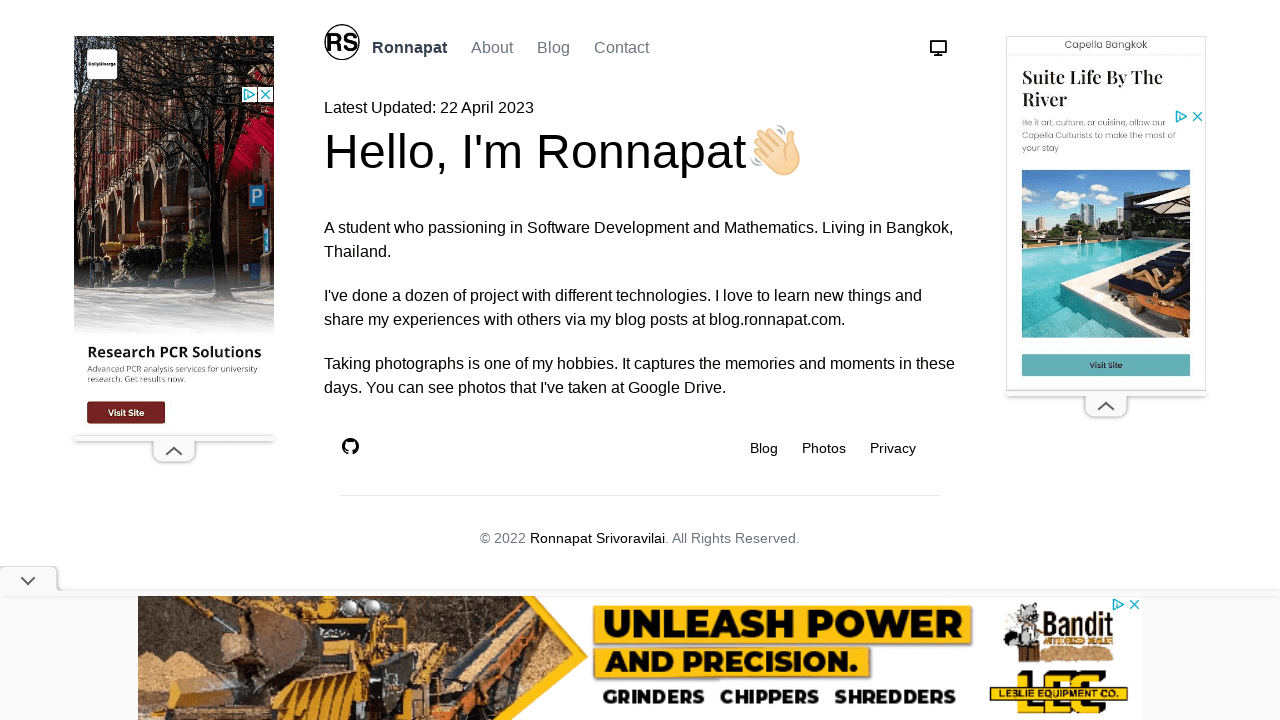 RS Ronnapat About Blog Contact
Latest Updated: 22 April 2023
Hello, I'm Ronnapat👋
A student who passioning in Software Development and Mathematics. Living in Bangkok,
Thailand.
I've done a dozen of project with different technologies. I love to learn new things and
share my experiences with others via my blog posts at blog.ronnapat.com.
Taking photographs is one of my hobbies. It captures the memories and moments in these
days. You can see photos that I've taken at Google Drive.
Blog Photos Privacy
© 2022 Ronnapat Srivoravilai. All Rights Reserved.
P
Research PCR Solutions
Advanced PCR analysis services for university
research. Get results now.
Visit Site
Capella Bangkok
Suite Life By The
River
Be it art, culture, or cuisine, allow our
Capella Culturists to make the most of
your stay
Visit Site
UNLEASH POWER
AND PRECISION.
GRINDERS CHIPPERS SHREDDERS
Bandit
LEC
LESLIE EQUIPMENT CO.